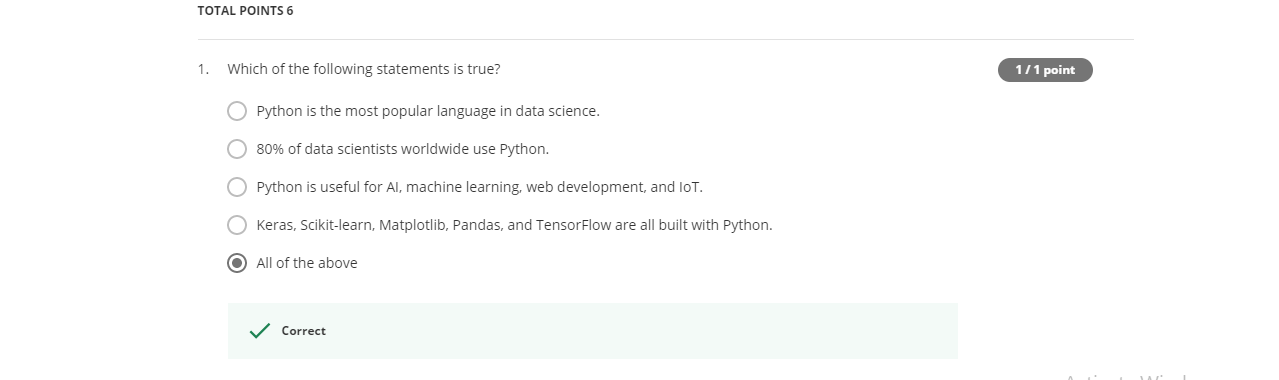 TOTAL POINTS 6
1. Which of the following statements is true?
1 / 1 point
Python is the most popular language in data science.
80% of data scientists worldwide use Python.
Python is useful for AI, machine learning, web development, and IoT.
Keras, Scikit-learn, Matplotlib, Pandas, and TensorFlow are all built with Python.
All of the above
Correct